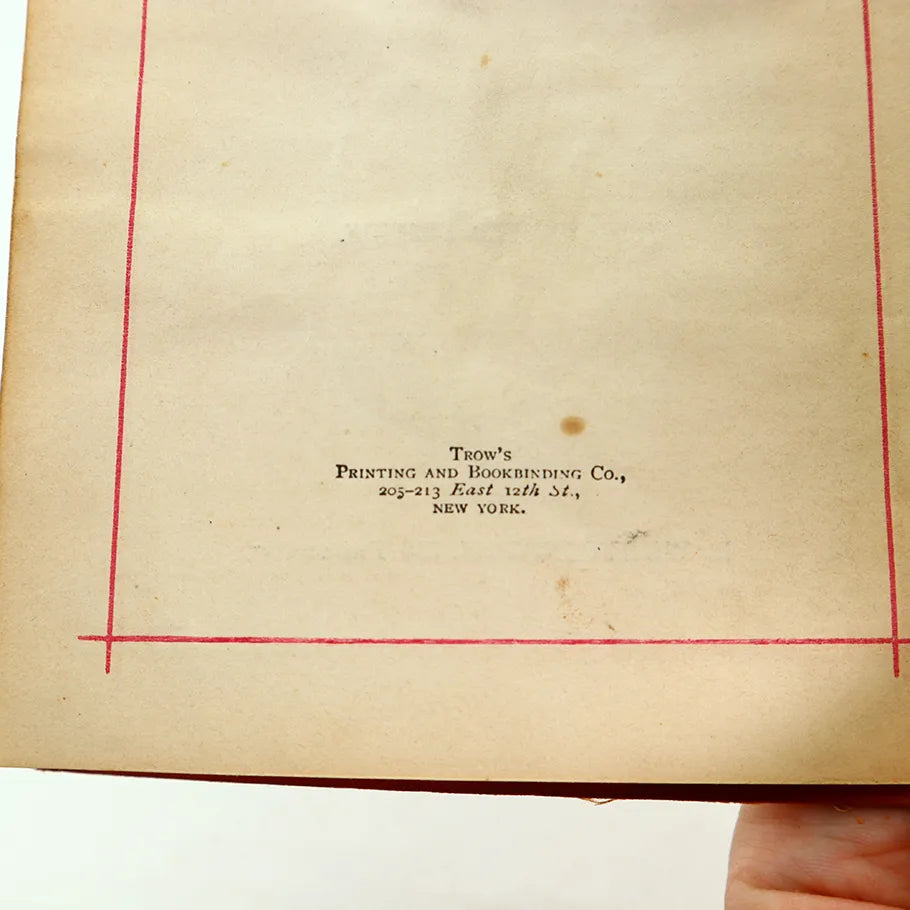 TROW'S
PRINTING AND BOOKBINDING CO.,
205–213 East 12th St.,
NEW YORK.